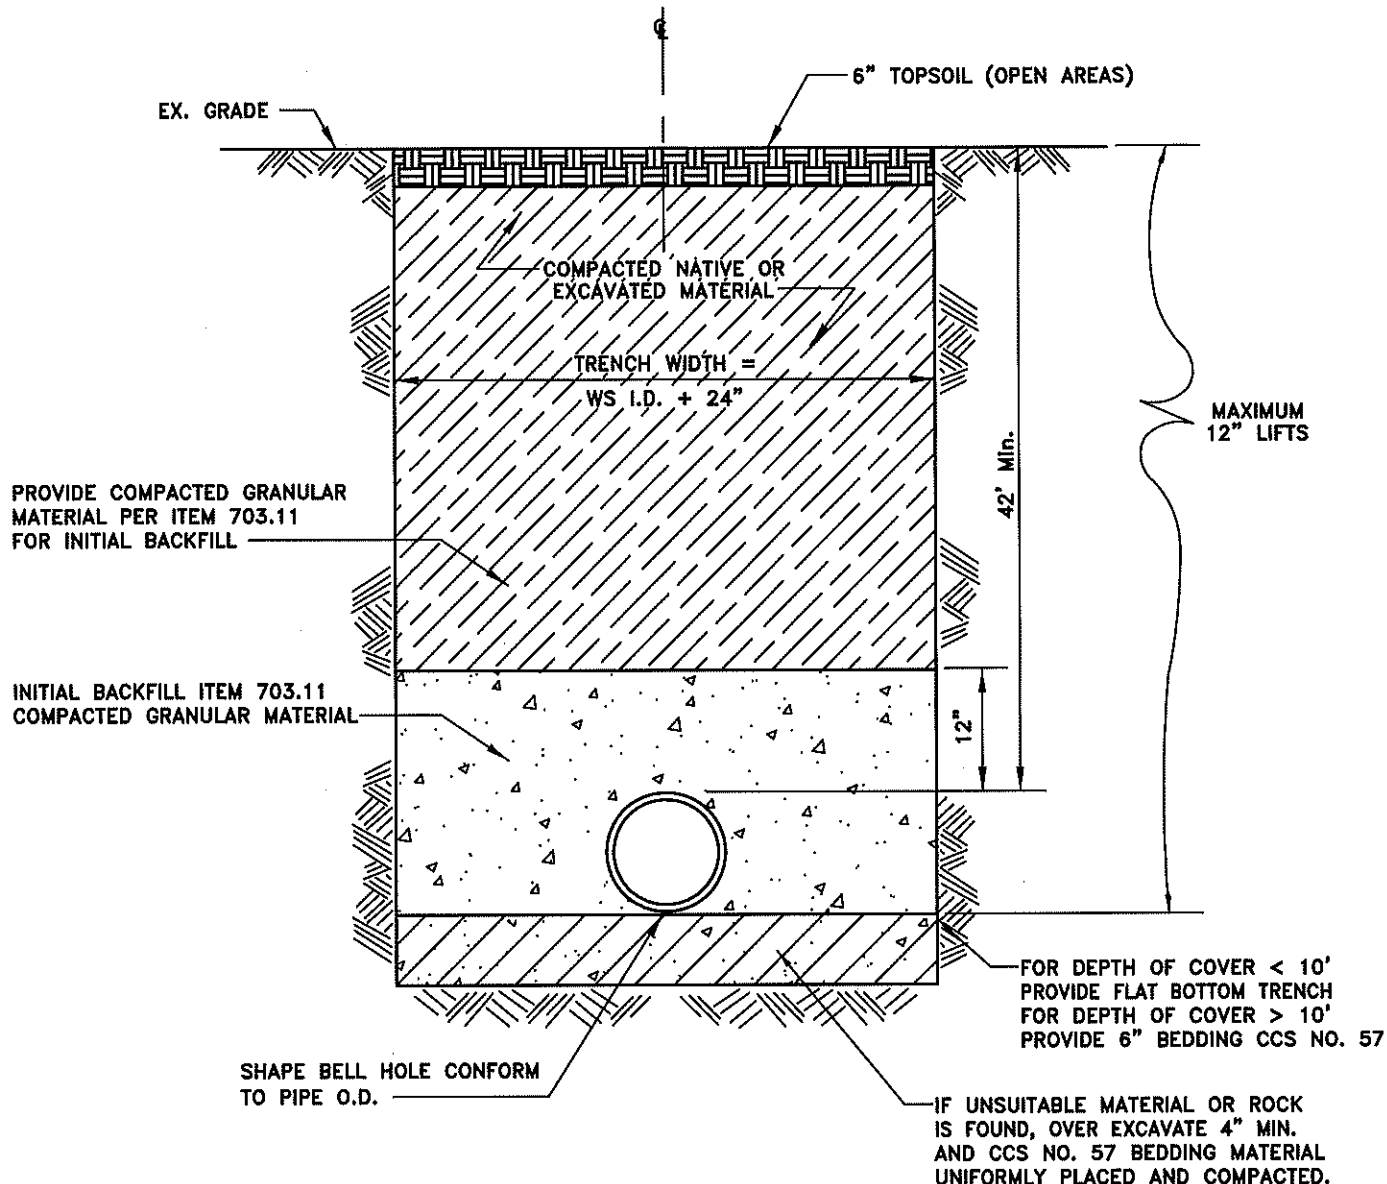 ℄
6" TOPSOIL (OPEN AREAS)
EX. GRADE
COMPACTED NATIVE OR
EXCAVATED MATERIAL
TRENCH WIDTH =
WS I.D. + 24"
MAXIMUM
12" LIFTS
42' Min.
PROVIDE COMPACTED GRANULAR
MATERIAL PER ITEM 703.11
FOR INITIAL BACKFILL
INITIAL BACKFILL ITEM 703.11
COMPACTED GRANULAR MATERIAL
12"
FOR DEPTH OF COVER < 10'
PROVIDE FLAT BOTTOM TRENCH
FOR DEPTH OF COVER > 10'
PROVIDE 6" BEDDING CCS NO. 57
SHAPE BELL HOLE CONFORM
TO PIPE O.D.
IF UNSUITABLE MATERIAL OR ROCK
IS FOUND, OVER EXCAVATE 4" MIN.
AND CCS NO. 57 BEDDING MATERIAL
UNIFORMLY PLACED AND COMPACTED.